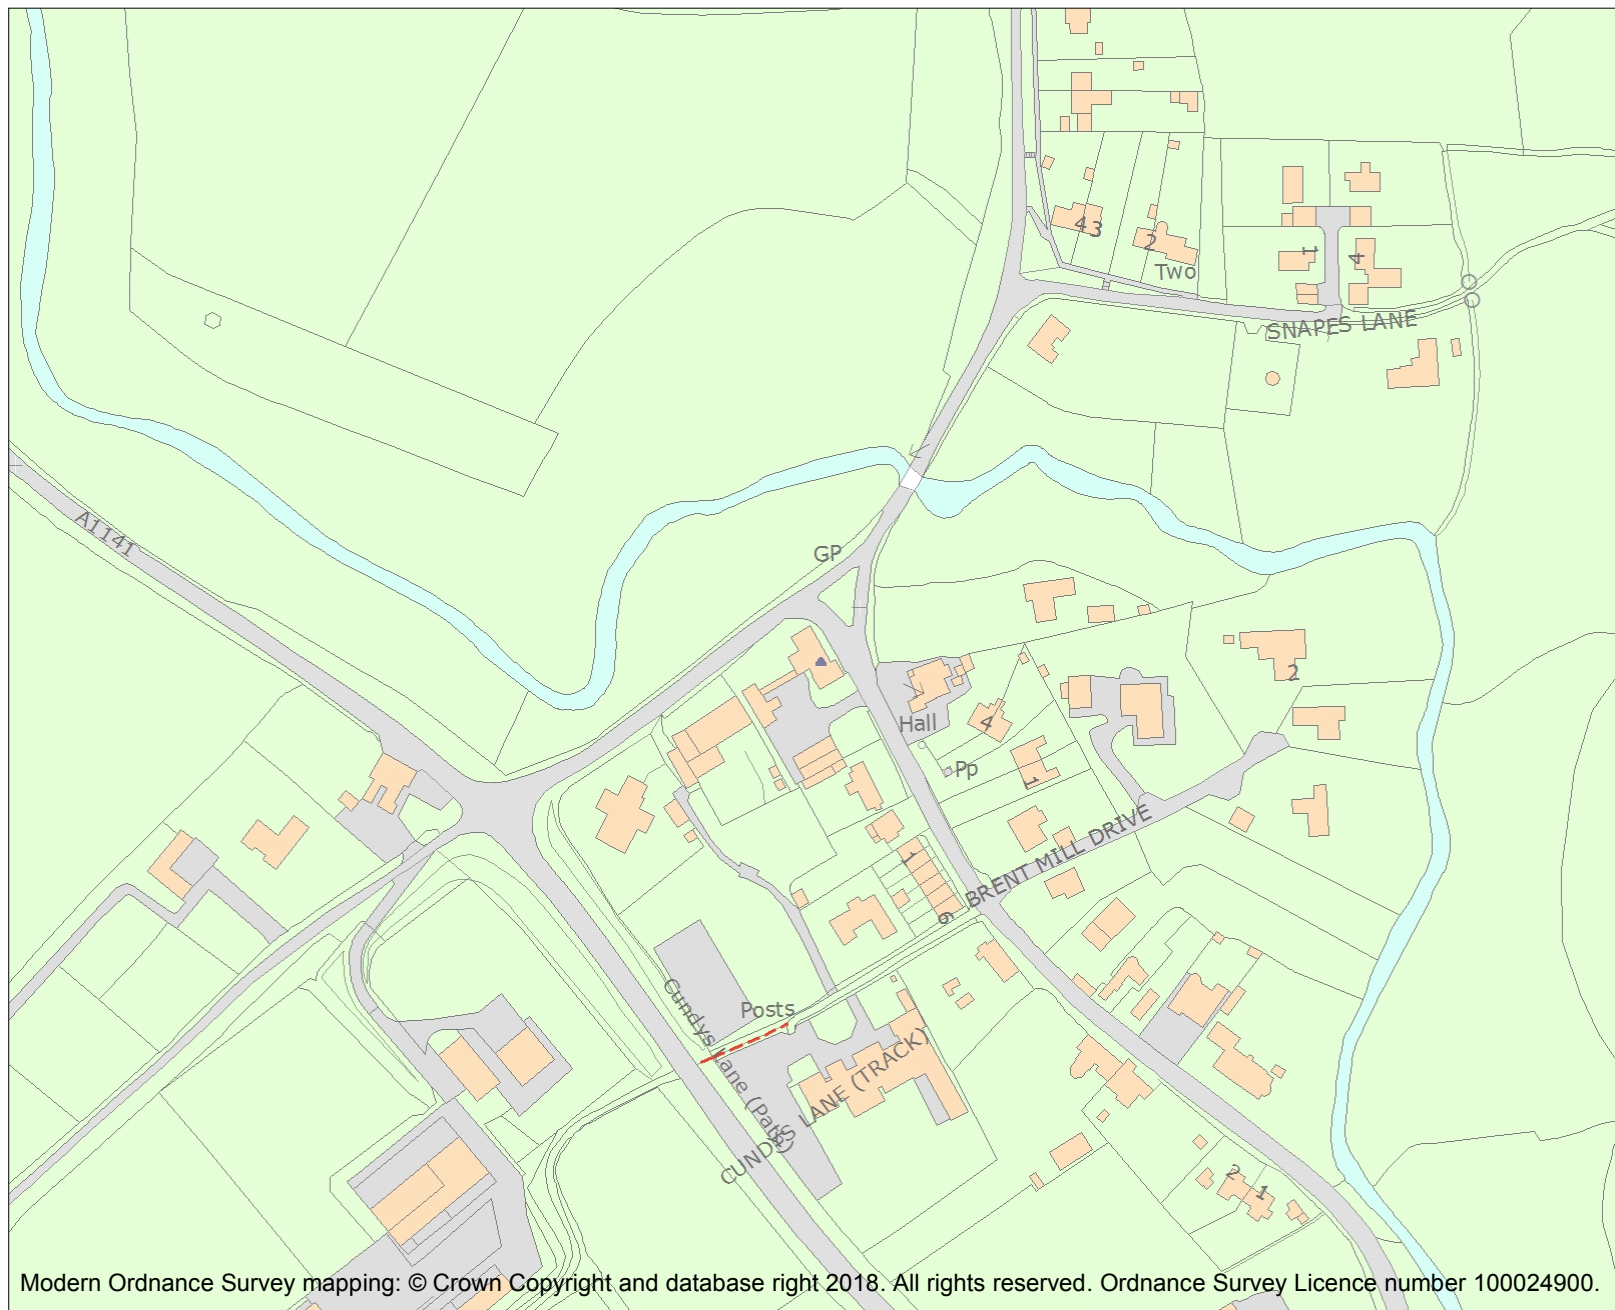 4
3
2
Two
1
4
SNAPES LANE
A1141
GP
2
Hall
4
Pp
1
BRENT MILL DRIVE
1
6
Posts
Cundys Lane (Path)
CUNDYS LANE (TRACK)
2
1
Modern Ordnance Survey mapping: © Crown Copyright and database right 2018. All rights reserved. Ordnance Survey Licence number 100024900.